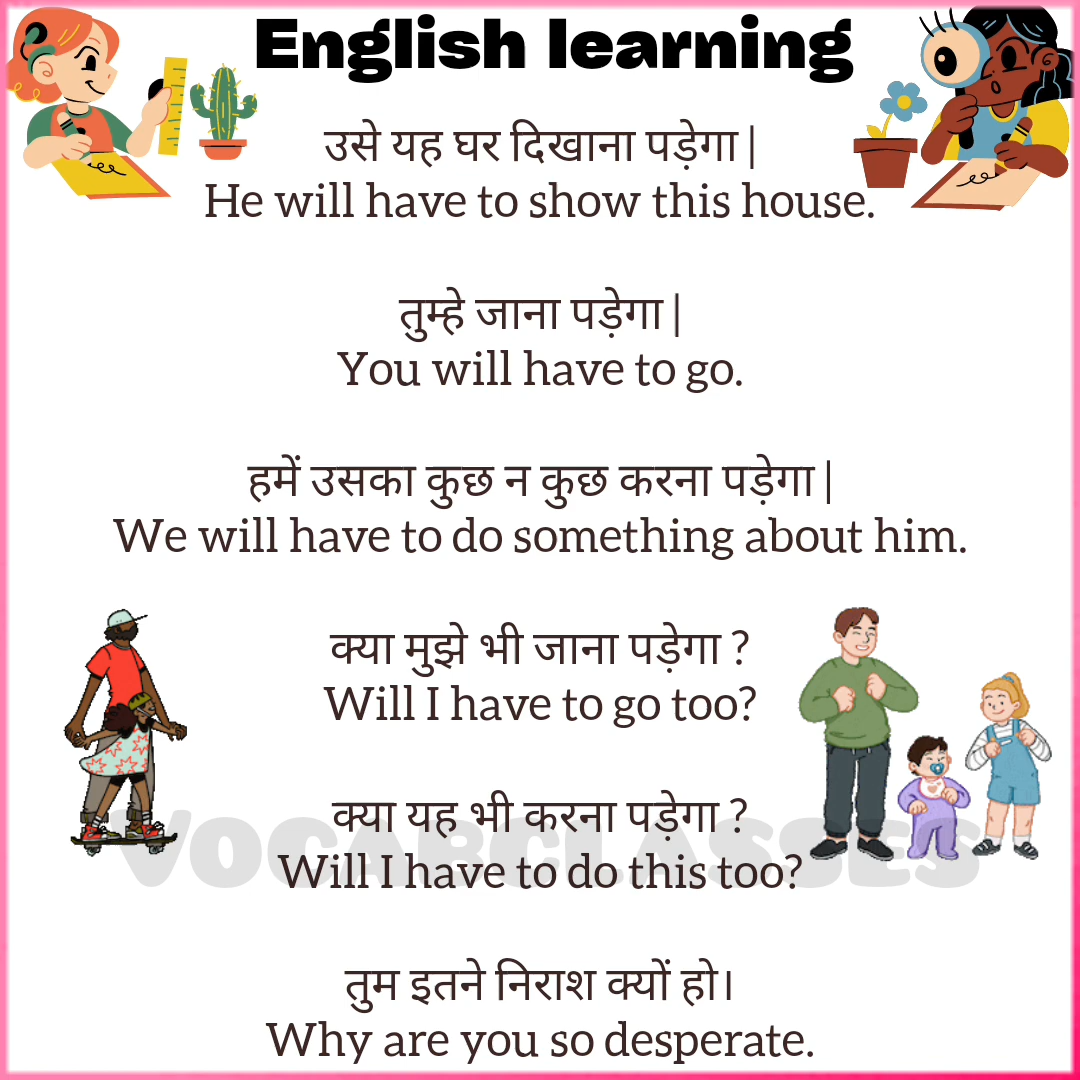 English learning
उसे यह घर दिखाना पड़ेगा|
He will have to show this house.
तुम्हे जाना पड़ेगा|
You will have to go.
हमें उसका कुछ न कुछ करना पड़ेगा|
We will have to do something about him.
क्या मुझे भी जाना पड़ेगा ?
Will I have to go too?
क्या यह भी करना पड़ेगा ?
VOCABCLASSES
Will I have to do this too?
तुम इतने निराश क्यों हो।
Why are you so desperate.